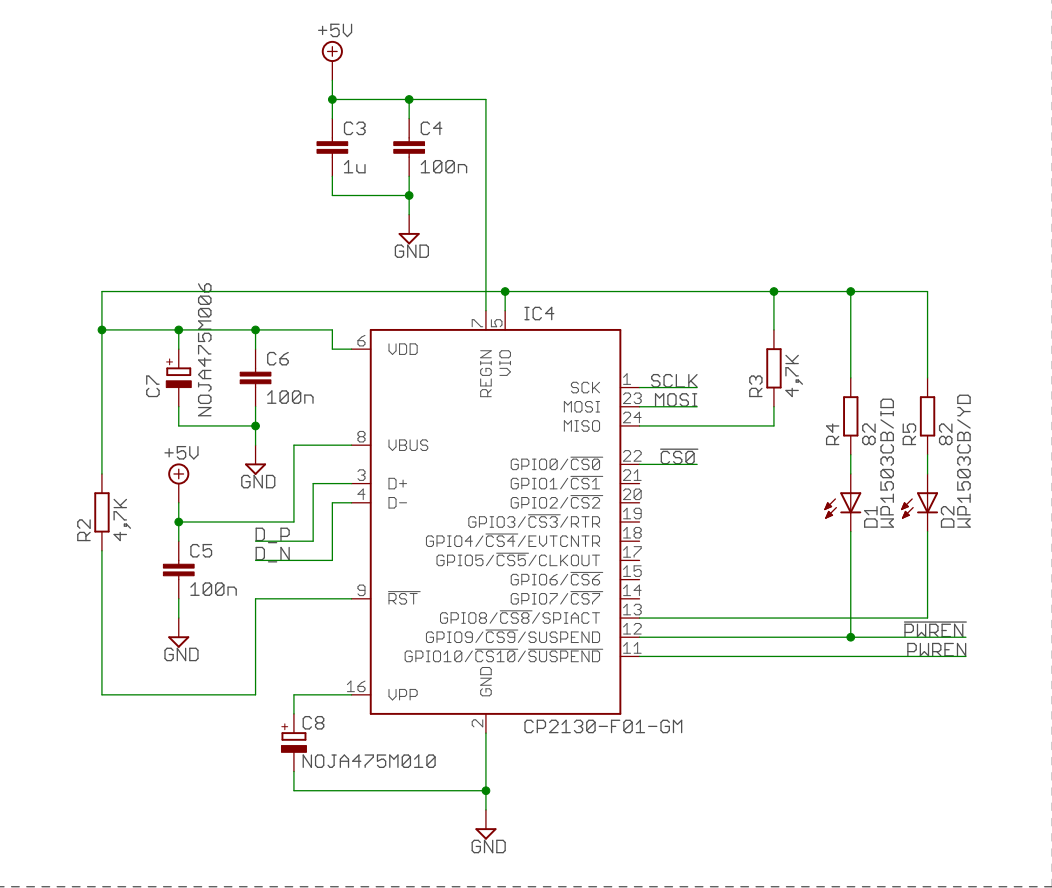 +5V
C3
C4
1u
100n
GND
IC4
7
5
6
VDD
REGIN
VIO
C7
NOJA475M006
C6
100n
GND
+5V
8
VBUS
3
D+
4
D-
D_P
D_N
R2
4,7K
C5
100n
GND
9
RST
16
VPP
C8
NOJA475M010
GND
2
GND
CP2130-F01-GM
SCK
1
SCLK
MOSI
23
MOSI
MISO
24
GPIO0/CS0
22
CS0
GPIO1/CS1
21
GPIO2/CS2
20
GPIO3/CS3/RTR
19
GPIO4/CS4/EVTCNTR
18
GPIO5/CS5/CLKOUT
17
GPIO6/CS6
15
GPIO7/CS7
14
GPIO8/CS8/SPIACT
13
GPIO9/CS9/SUSPEND
12
PWREN
GPIO10/CS10/SUSPEND
11
PWREN
R3
4,7K
R4
82
R5
82
D1
WP1503CB/ID
D2
WP1503CB/YD